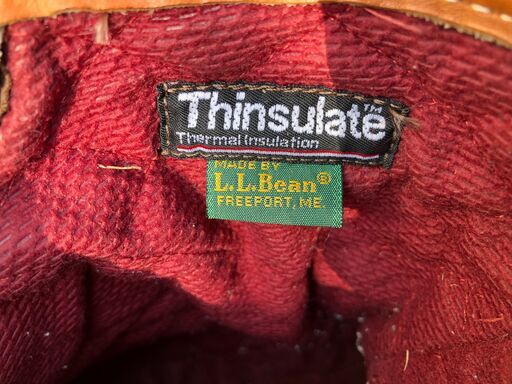 Thinsulate™
Thermal Insulation
MADE BY
L.L.Bean®
FREEPORT, ME.